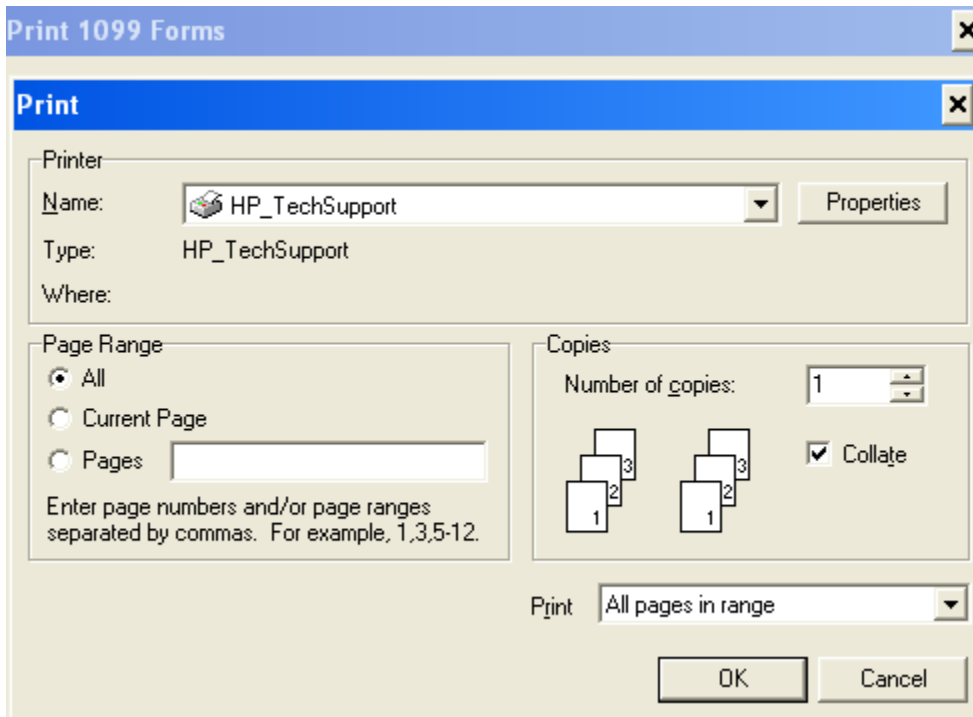 Print 1099 Forms
Print
Printer
Name:
HP_TechSupport
Properties
Type:
HP_TechSupport
Where:
Page Range
All
Current Page
Pages
Enter page numbers and/or page ranges
separated by commas. For example, 1,3,5-12.
Copies
Number of copies:
1
3
2
1
3
2
1
Collate
Print
All pages in range
OK
Cancel